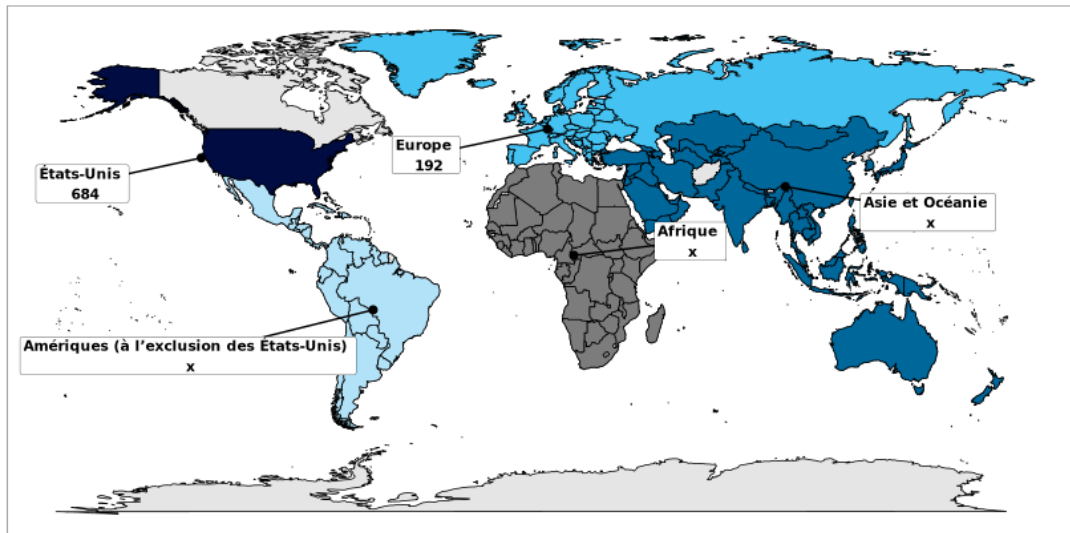 États-Unis
684
Europe
192
Asie et Océanie
x
Afrique
x
Amériques (à l’exclusion des États-Unis)
x